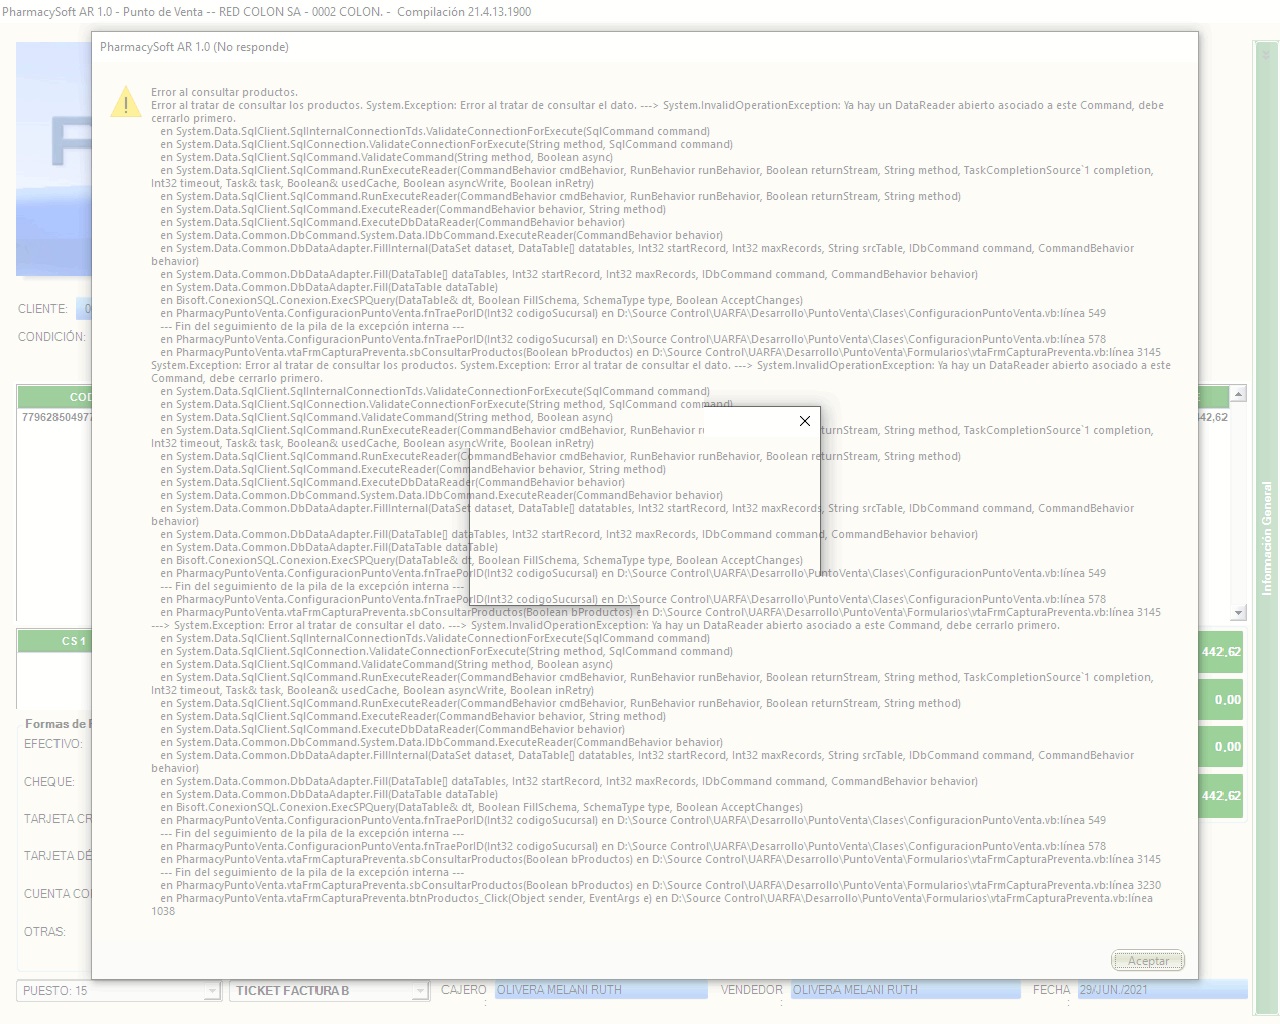 PharmacySoft AR 1.0 - Punto de Venta -- RED COLON SA - 0002 COLON. -  Compilación 21.4.13.1900
PharmacySoft AR 1.0 (No responde)
Error al consultar productos.
Error al tratar de consultar los productos. System.Exception: Error al tratar de consultar el dato. ---> System.InvalidOperationException: Ya hay un DataReader abierto asociado a este Command, debe
cerrarlo primero.
en System.Data.SqlClient.SqlInternalConnectionTds.ValidateConnectionForExecute(SqlCommand command)
en System.Data.SqlClient.SqlConnection.ValidateConnectionForExecute(String method, SqlCommand command)
en System.Data.SqlClient.SqlCommand.ValidateCommand(String method, Boolean async)
en System.Data.SqlClient.SqlCommand.RunExecuteReader(CommandBehavior cmdBehavior, RunBehavior runBehavior, Boolean returnStream, String method, TaskCompletionSource`1 completion,
Int32 timeout, Task& task, Boolean& usedCache, Boolean asyncWrite, Boolean inRetry)
en System.Data.SqlClient.SqlCommand.RunExecuteReader(CommandBehavior cmdBehavior, RunBehavior runBehavior, Boolean returnStream, String method)
en System.Data.SqlClient.SqlCommand.ExecuteReader(CommandBehavior behavior, String method)
en System.Data.SqlClient.SqlCommand.ExecuteDbDataReader(CommandBehavior behavior)
en System.Data.Common.DbCommand.System.Data.IDbCommand.ExecuteReader(CommandBehavior behavior)
en System.Data.Common.DbDataAdapter.FillInternal(DataSet dataset, DataTable[] datatables, Int32 startRecord, Int32 maxRecords, String srcTable, IDbCommand command, CommandBehavior
behavior)
en System.Data.Common.DbDataAdapter.Fill(DataTable[] dataTables, Int32 startRecord, Int32 maxRecords, IDbCommand command, CommandBehavior behavior)
en System.Data.Common.DbDataAdapter.Fill(DataTable dataTable)
en Bisoft.ConexionSQL.Conexion.ExecSPQuery(DataTable& dt, Boolean FillSchema, SchemaType type, Boolean AcceptChanges)
en PharmacyPuntoVenta.ConfiguracionPuntoVenta.fnTraePorID(Int32 codigoSucursal) en D:\Source Control\UARFA\Desarrollo\PuntoVenta\Clases\ConfiguracionPuntoVenta.vb:línea 549
--- Fin del seguimiento de la pila de la excepción interna ---
en PharmacyPuntoVenta.ConfiguracionPuntoVenta.fnTraePorID(Int32 codigoSucursal) en D:\Source Control\UARFA\Desarrollo\PuntoVenta\Clases\ConfiguracionPuntoVenta.vb:línea 578
en PharmacyPuntoVenta.vtaFrmCapturaPreventa.sbConsultarProductos(Boolean bProductos) en D:\Source Control\UARFA\Desarrollo\PuntoVenta\Formularios\vtaFrmCapturaPreventa.vb:línea 3145
System.Exception: Error al tratar de consultar los productos. System.Exception: Error al tratar de consultar el dato. ---> System.InvalidOperationException: Ya hay un DataReader abierto asociado a este
Command, debe cerrarlo primero.
en System.Data.SqlClient.SqlInternalConnectionTds.ValidateConnectionForExecute(SqlCommand command)
en System.Data.SqlClient.SqlConnection.ValidateConnectionForExecute(String method, SqlCommand command)
en System.Data.SqlClient.SqlCommand.ValidateCommand(String method, Boolean async)
en System.Data.SqlClient.SqlCommand.RunExecuteReader(CommandBehavior cmdBehavior, RunBehavior returnStream, String method, TaskCompletionSource`1 completion,
Int32 timeout, Task& task, Boolean& usedCache, Boolean asyncWrite, Boolean inRetry)
en System.Data.SqlClient.SqlCommand.RunExecuteReader(CommandBehavior cmdBehavior, RunBehavior runBehavior, Boolean returnStream, String method)
en System.Data.SqlClient.SqlCommand.ExecuteReader(CommandBehavior behavior, String method)
en System.Data.SqlClient.SqlCommand.ExecuteDbDataReader(CommandBehavior behavior)
en System.Data.Common.DbCommand.System.Data.IDbCommand.ExecuteReader(CommandBehavior behavior)
en System.Data.Common.DbDataAdapter.FillInternal(DataSet dataset, DataTable[] datatables, Int32 startRecord, Int32 maxRecords, String srcTable, IDbCommand command, CommandBehavior
behavior)
en System.Data.Common.DbDataAdapter.Fill(DataTable[] dataTables, Int32 startRecord, Int32 maxRecords, IDbCommand command, CommandBehavior behavior)
en System.Data.Common.DbDataAdapter.Fill(DataTable dataTable)
en Bisoft.ConexionSQL.Conexion.ExecSPQuery(DataTable& dt, Boolean FillSchema, SchemaType type, Boolean AcceptChanges)
en PharmacyPuntoVenta.ConfiguracionPuntoVenta.fnTraePorID(Int32 codigoSucursal) en D:\Source Control\UARFA\Desarrollo\PuntoVenta\Clases\ConfiguracionPuntoVenta.vb:línea 549
--- Fin del seguimiento de la pila de la excepción interna ---
en PharmacyPuntoVenta.ConfiguracionPuntoVenta.fnTraePorID(Int32 codigoSucursal) en D:\Source Control\UARFA\Desarrollo\PuntoVenta\Clases\ConfiguracionPuntoVenta.vb:línea 578
en PharmacyPuntoVenta.vtaFrmCapturaPreventa.sbConsultarProductos(Boolean bProductos) en D:\Source Control\UARFA\Desarrollo\PuntoVenta\Formularios\vtaFrmCapturaPreventa.vb:línea 3145
---> System.Exception: Error al tratar de consultar el dato. ---> System.InvalidOperationException: Ya hay un DataReader abierto asociado a este Command, debe cerrarlo primero.
en System.Data.SqlClient.SqlInternalConnectionTds.ValidateConnectionForExecute(SqlCommand command)
en System.Data.SqlClient.SqlConnection.ValidateConnectionForExecute(String method, SqlCommand command)
en System.Data.SqlClient.SqlCommand.ValidateCommand(String method, Boolean async)
en System.Data.SqlClient.SqlCommand.RunExecuteReader(CommandBehavior cmdBehavior, RunBehavior runBehavior, Boolean returnStream, String method, TaskCompletionSource`1 completion,
Int32 timeout, Task& task, Boolean& usedCache, Boolean asyncWrite, Boolean inRetry)
en System.Data.SqlClient.SqlCommand.RunExecuteReader(CommandBehavior cmdBehavior, RunBehavior runBehavior, Boolean returnStream, String method)
en System.Data.SqlClient.SqlCommand.ExecuteReader(CommandBehavior behavior, String method)
en System.Data.SqlClient.SqlCommand.ExecuteDbDataReader(CommandBehavior behavior)
en System.Data.Common.DbCommand.System.Data.IDbCommand.ExecuteReader(CommandBehavior behavior)
en System.Data.Common.DbDataAdapter.FillInternal(DataSet dataset, DataTable[] datatables, Int32 startRecord, Int32 maxRecords, String srcTable, IDbCommand command, CommandBehavior
behavior)
en System.Data.Common.DbDataAdapter.Fill(DataTable[] dataTables, Int32 startRecord, Int32 maxRecords, IDbCommand command, CommandBehavior behavior)
en System.Data.Common.DbDataAdapter.Fill(DataTable dataTable)
en Bisoft.ConexionSQL.Conexion.ExecSPQuery(DataTable& dt, Boolean FillSchema, SchemaType type, Boolean AcceptChanges)
en PharmacyPuntoVenta.ConfiguracionPuntoVenta.fnTraePorID(Int32 codigoSucursal) en D:\Source Control\UARFA\Desarrollo\PuntoVenta\Clases\ConfiguracionPuntoVenta.vb:línea 549
--- Fin del seguimiento de la pila de la excepción interna ---
en PharmacyPuntoVenta.ConfiguracionPuntoVenta.fnTraePorID(Int32 codigoSucursal) en D:\Source Control\UARFA\Desarrollo\PuntoVenta\Clases\ConfiguracionPuntoVenta.vb:línea 578
en PharmacyPuntoVenta.vtaFrmCapturaPreventa.sbConsultarProductos(Boolean bProductos) en D:\Source Control\UARFA\Desarrollo\PuntoVenta\Formularios\vtaFrmCapturaPreventa.vb:línea 3145
--- Fin del seguimiento de la pila de la excepción interna ---
en PharmacyPuntoVenta.vtaFrmCapturaPreventa.sbConsultarProductos(Boolean bProductos) en D:\Source Control\UARFA\Desarrollo\PuntoVenta\Formularios\vtaFrmCapturaPreventa.vb:línea 3230
en PharmacyPuntoVenta.vtaFrmCapturaPreventa.btnProductos_Click(Object sender, EventArgs e) en D:\Source Control\UARFA\Desarrollo\PuntoVenta\Formularios\vtaFrmCapturaPreventa.vb:línea
1038
Aceptar
F
CLIENTE: 0
CONDICIÓN:
COD
779628504977
42,62
CS 1
442,62
0,00
0,00
442,62
Formas de
EFECTIVO:
CHEQUE:
TARJETA CR
TARJETA DÉ
CUENTA CO
OTRAS:
Información General
PUESTO: 15
TICKET FACTURA B
CAJERO :
OLIVERA MELANI RUTH
VENDEDOR :
OLIVERA MELANI RUTH
FECHA :
29/JUN./2021